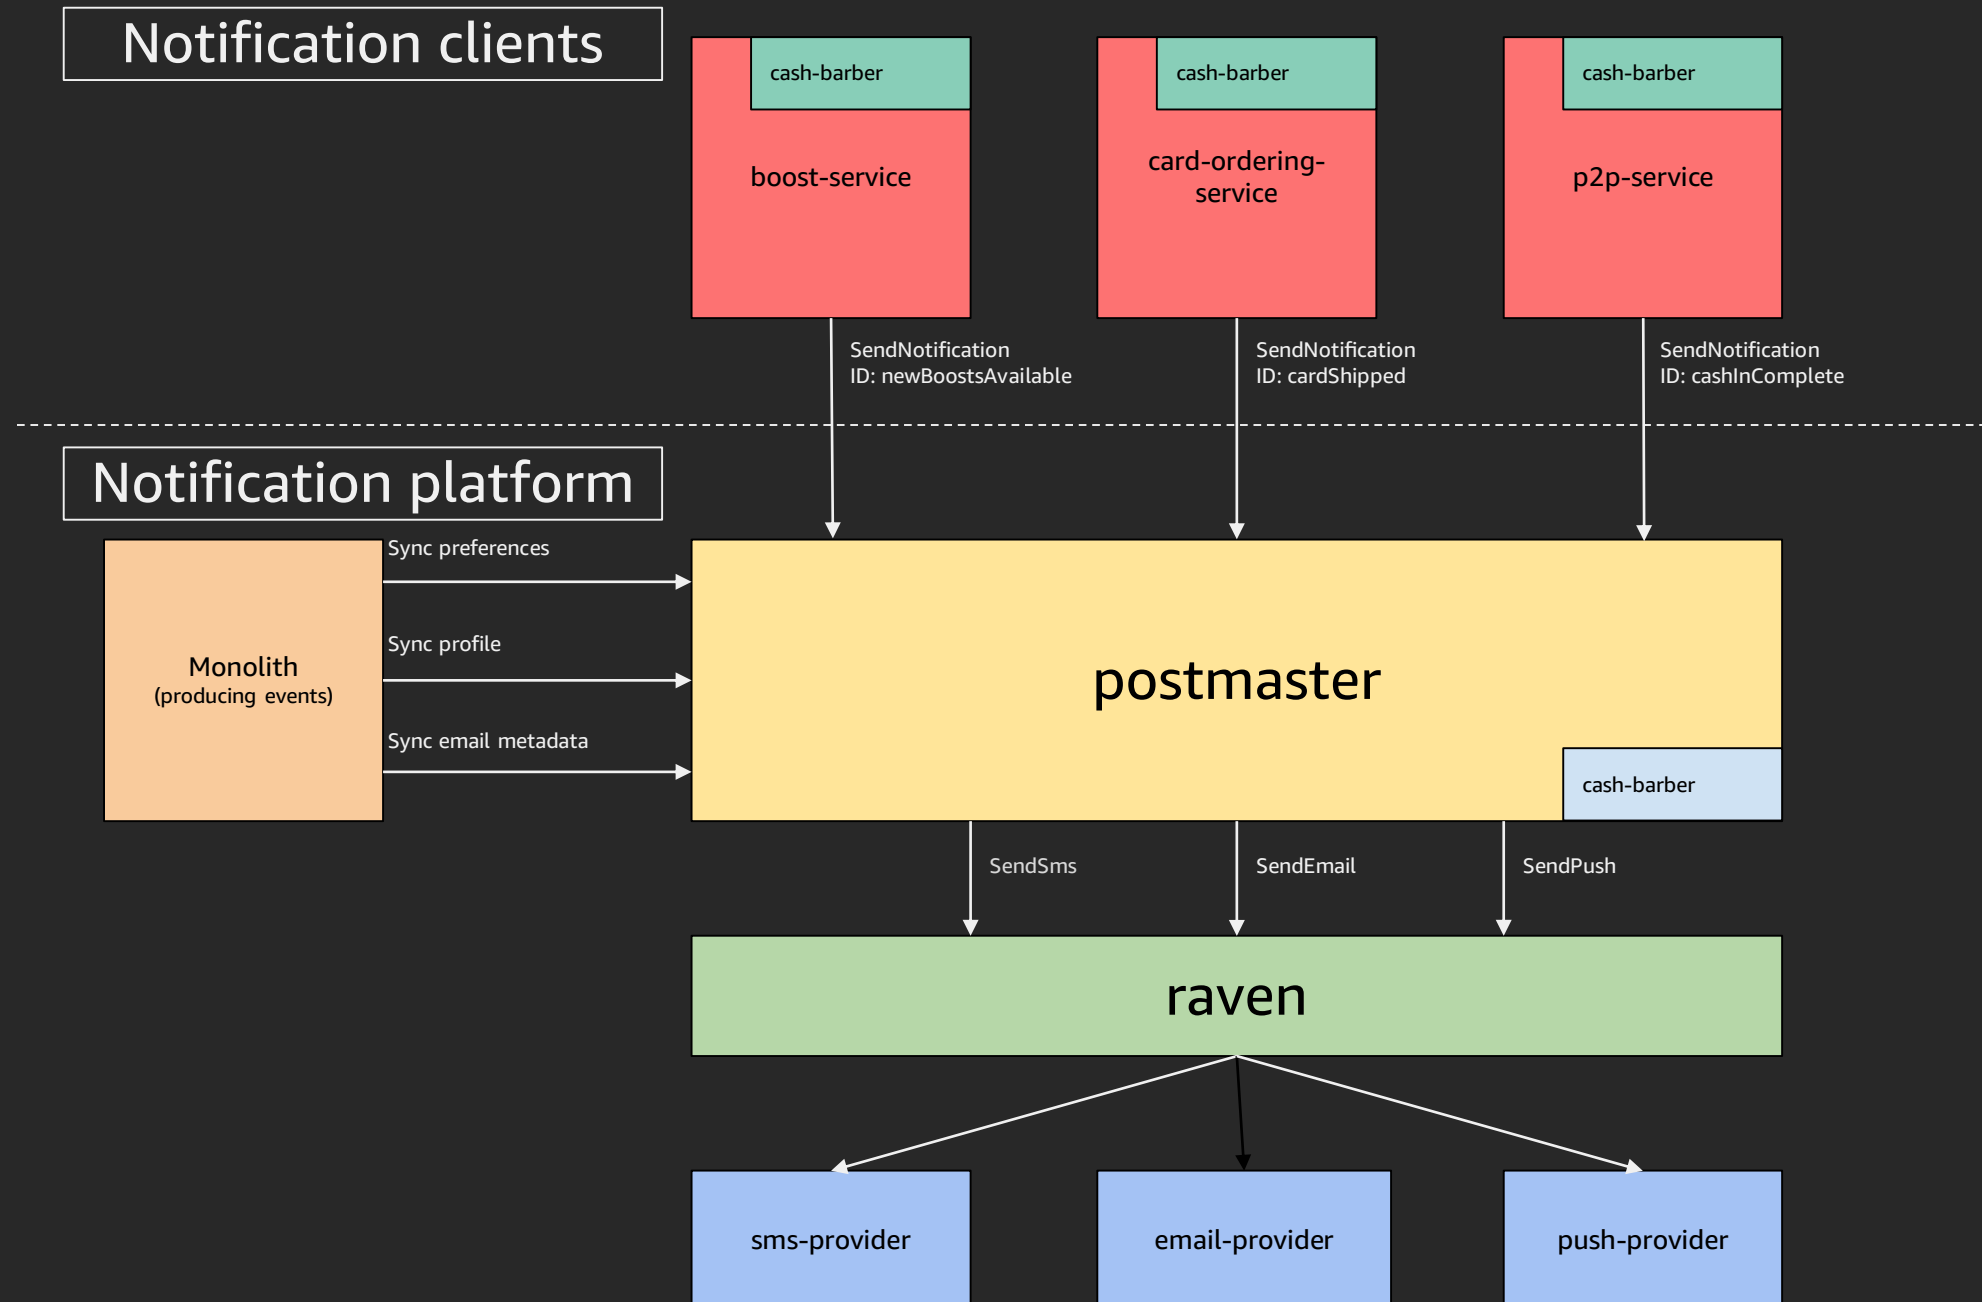 Notification clients
cash-barber
cash-barber
cash-barber
boost-service
card-ordering-
service
p2p-service
SendNotification
ID: newBoostsAvailable
SendNotification
ID: cardShipped
SendNotification
ID: cashInComplete
Notification platform
Sync preferences
Sync profile
Monolith
(producing events)
Sync email metadata
postmaster
cash-barber
SendSms
SendEmail
SendPush
raven
sms-provider
email-provider
push-provider